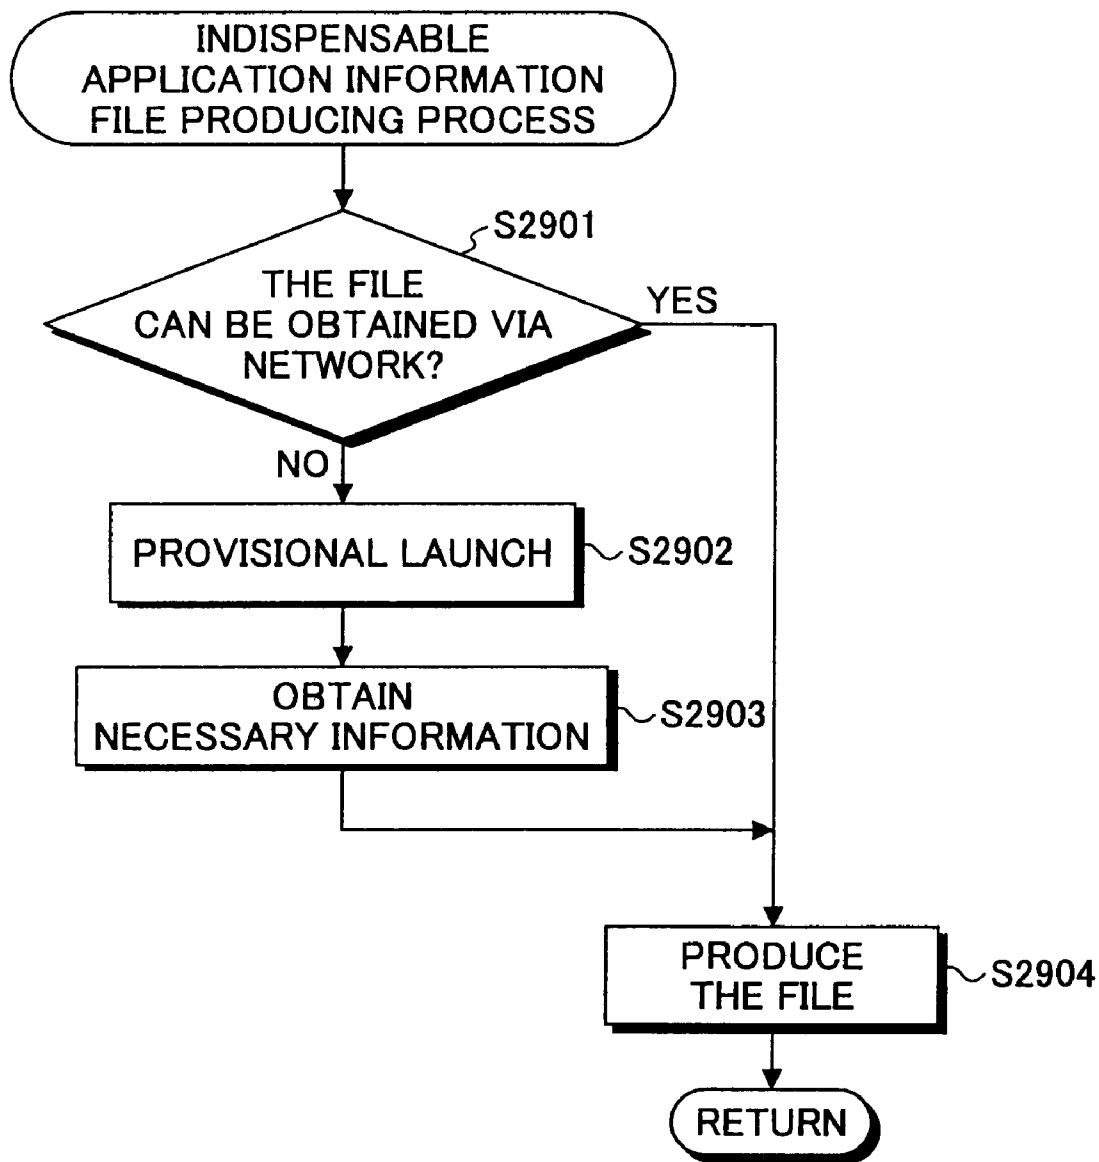 INDISPENSABLE
APPLICATION INFORMATION
FILE PRODUCING PROCESS
S2901
THE FILE
CAN BE OBTAINED VIA
NETWORK?
YES
NO
PROVISIONAL LAUNCH
S2902
OBTAIN
NECESSARY INFORMATION
S2903
PRODUCE
THE FILE
S2904
RETURN